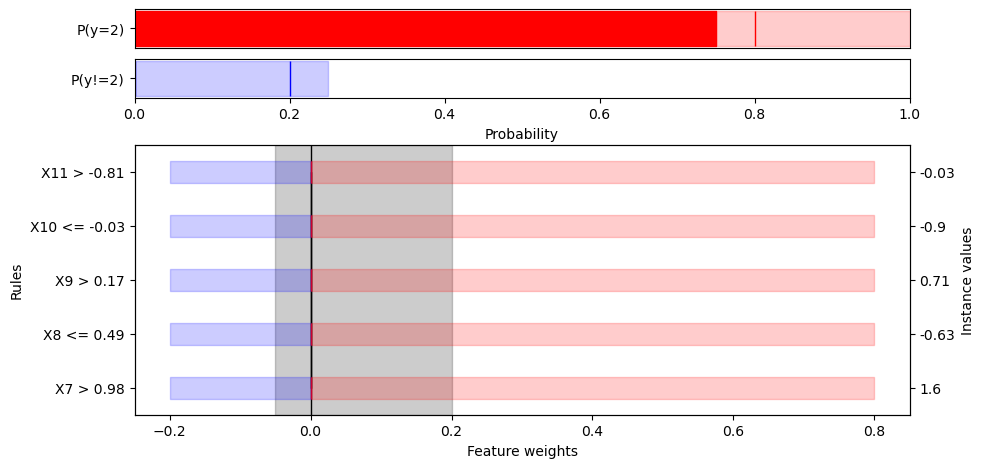 P(y=2)
P(y!=2)
0.0 0.2 0.4 0.6 0.8 1.0
Probability
Rules
X11 > -0.81 -0.03
X10 <= -0.03 -0.9
X9 > 0.17 0.71
X8 <= 0.49 -0.63
X7 > 0.98 1.6
Instance values
−0.2 0.0 0.2 0.4 0.6 0.8
Feature weights